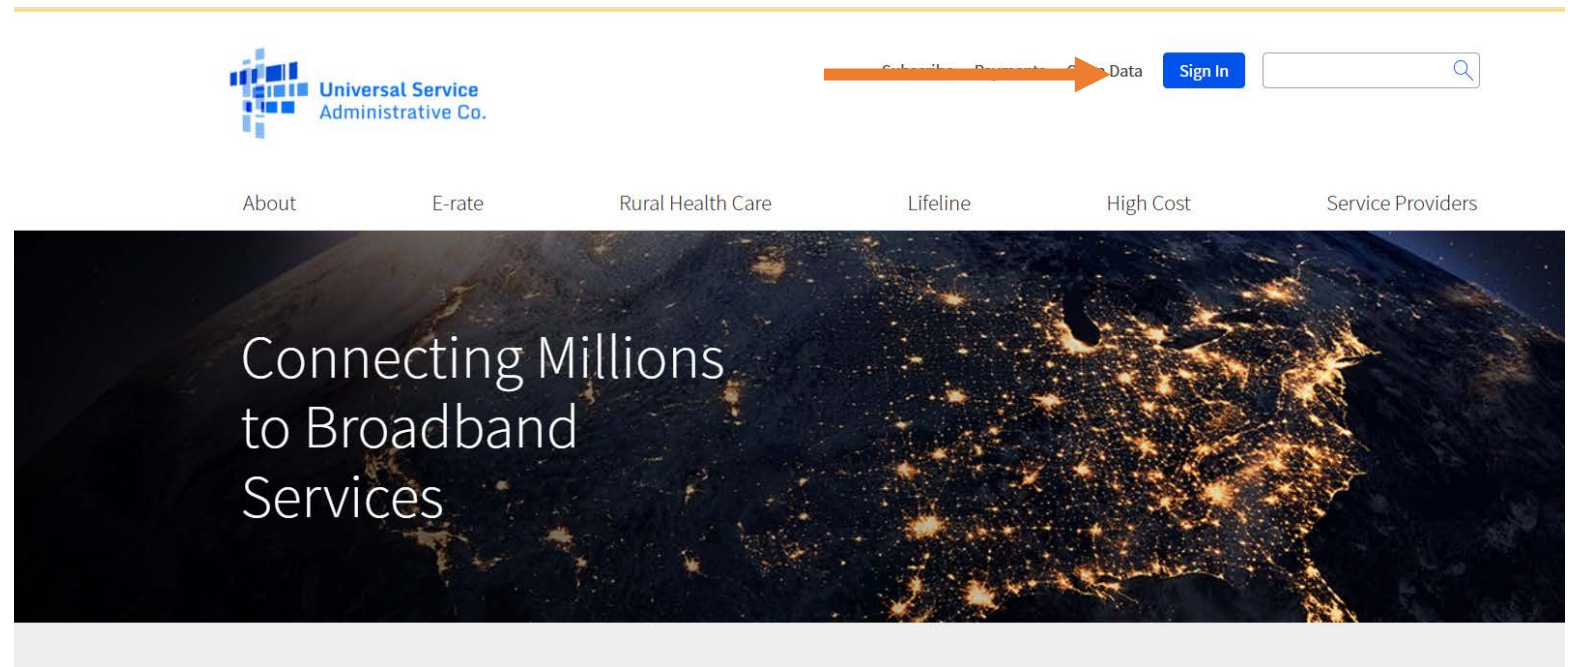 Universal Service
Administrative Co.
Data
Sign In
About E-rate Rural Health Care Lifeline High Cost Service Providers
Connecting Millions
to Broadband
Services